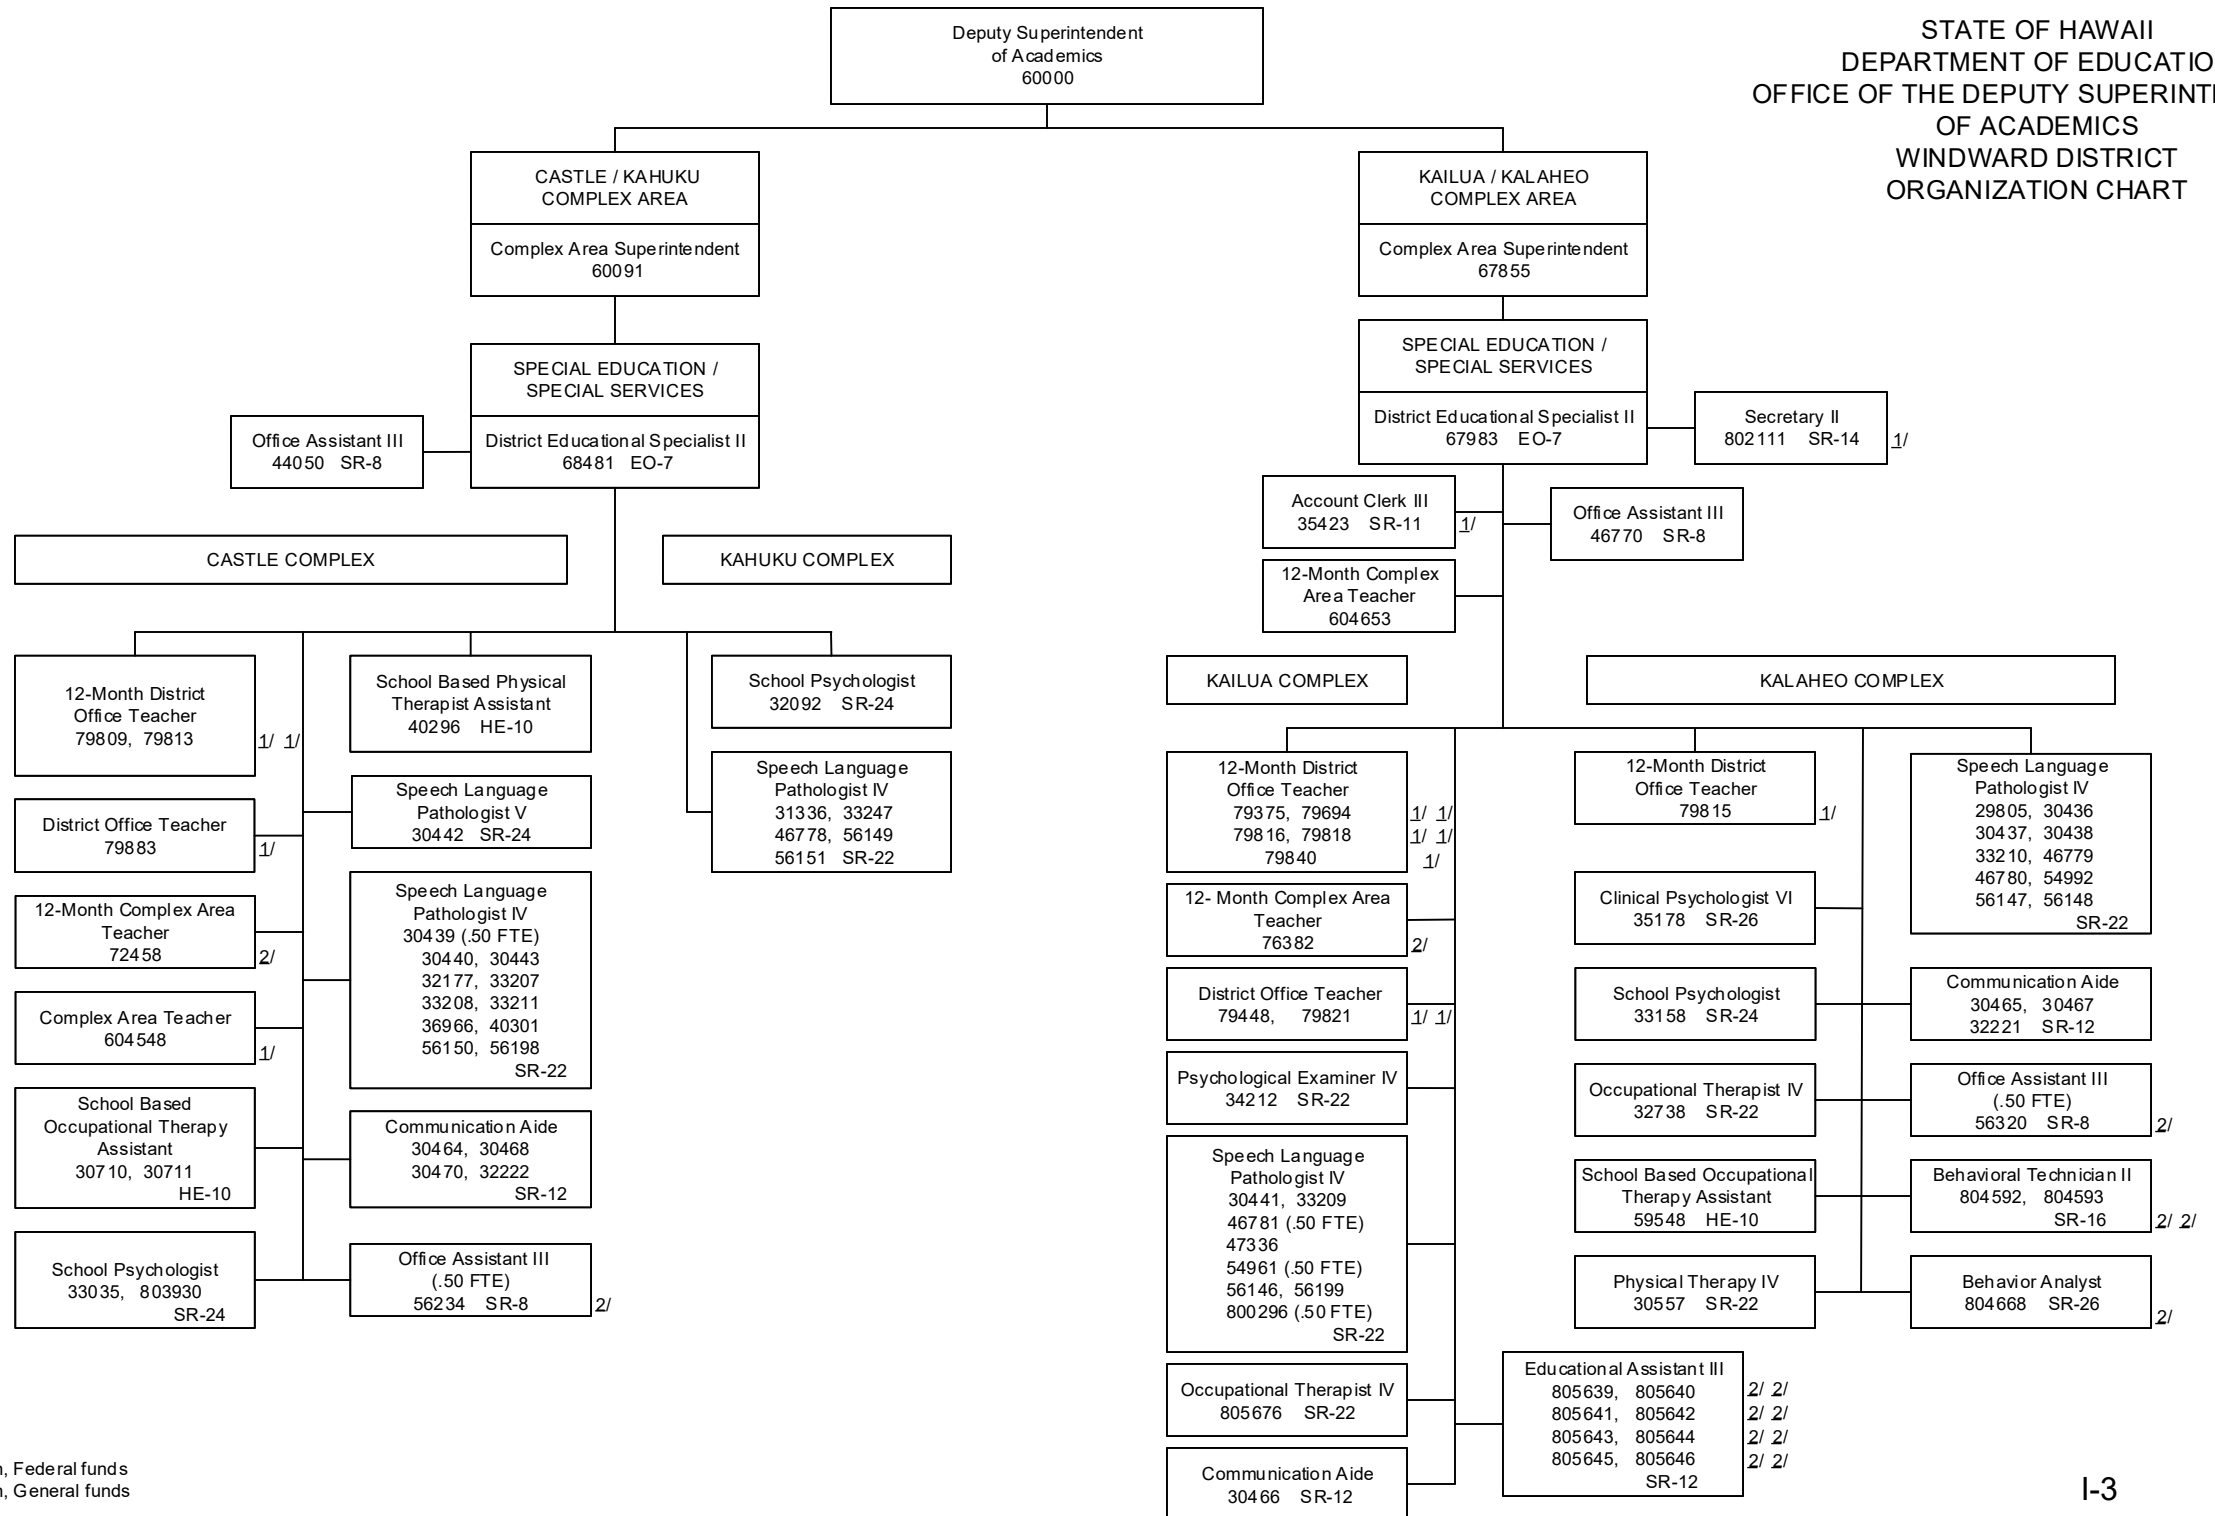 Deputy Superintendent
of Academics
60000
STATE OF HAWAII
DEPARTMENT OF EDUCATIO
OFFICE OF THE DEPUTY SUPERINT
OF ACADEMICS
WINDWARD DISTRICT
ORGANIZATION CHART
CASTLE / KAHUKU
COMPLEX AREA
Complex Area Superintendent
60091
SPECIAL EDUCATION /
SPECIAL SERVICES
District Educational Specialist II
68481 EO-7
Office Assistant III
44050 SR-8
CASTLE COMPLEX
KAHUKU COMPLEX
12-Month District
Office Teacher
79809, 79813
1/ 1/
District Office Teacher
79883
1/
12-Month Complex Area
Teacher
72458
2/
Complex Area Teacher
604548
1/
School Based
Occupational Therapy
Assistant
30710, 30711
HE-10
School Psychologist
33035, 803930
SR-24
School Based Physical
Therapist Assistant
40296 HE-10
Speech Language
Pathologist V
30442 SR-24
Speech Language
Pathologist IV
30439 (.50 FTE)
30440, 30443
32177, 33207
33208, 33211
36966, 40301
56150, 56198
SR-22
Communication Aide
30464, 30468
30470, 32222
SR-12
Office Assistant III
(.50 FTE)
56234 SR-8
2/
School Psychologist
32092 SR-24
Speech Language
Pathologist IV
31336, 33247
46778, 56149
56151 SR-22
KAILUA / KALAHEO
COMPLEX AREA
Complex Area Superintendent
67855
SPECIAL EDUCATION /
SPECIAL SERVICES
District Educational Specialist II
67983 EO-7
Secretary II
802111 SR-14
1/
Account Clerk III
35423 SR-11
1/
Office Assistant III
46770 SR-8
12-Month Complex
Area Teacher
604653
KAILUA COMPLEX
KALAHEO COMPLEX
12-Month District
Office Teacher
79375, 79694
79816, 79818
79840
1/ 1/
1/ 1/
1/
12- Month Complex Area
Teacher
76382
2/
District Office Teacher
79448, 79821
1/ 1/
Psychological Examiner IV
34212 SR-22
Speech Language
Pathologist IV
30441, 33209
46781 (.50 FTE)
47336
54961 (.50 FTE)
56146, 56199
800296 (.50 FTE)
SR-22
Occupational Therapist IV
805676 SR-22
Communication Aide
30466 SR-12
Educational Assistant III
805639, 805640
805641, 805642
805643, 805644
805645, 805646
SR-12
2/ 2/
2/ 2/
2/ 2/
2/ 2/
12-Month District
Office Teacher
79815
1/
Clinical Psychologist VI
35178 SR-26
School Psychologist
33158 SR-24
Occupational Therapist IV
32738 SR-22
School Based Occupational
Therapy Assistant
59548 HE-10
Physical Therapy IV
30557 SR-22
Speech Language
Pathologist IV
29805, 30436
30437, 30438
33210, 46779
46780, 54992
56147, 56148
SR-22
Communication Aide
30465, 30467
32221 SR-12
Office Assistant III
(.50 FTE)
56320 SR-8
2/
Behavioral Technician II
804592, 804593
SR-16
2/ 2/
Behavior Analyst
804668 SR-26
2/
n, Federal funds
n, General funds
I-3